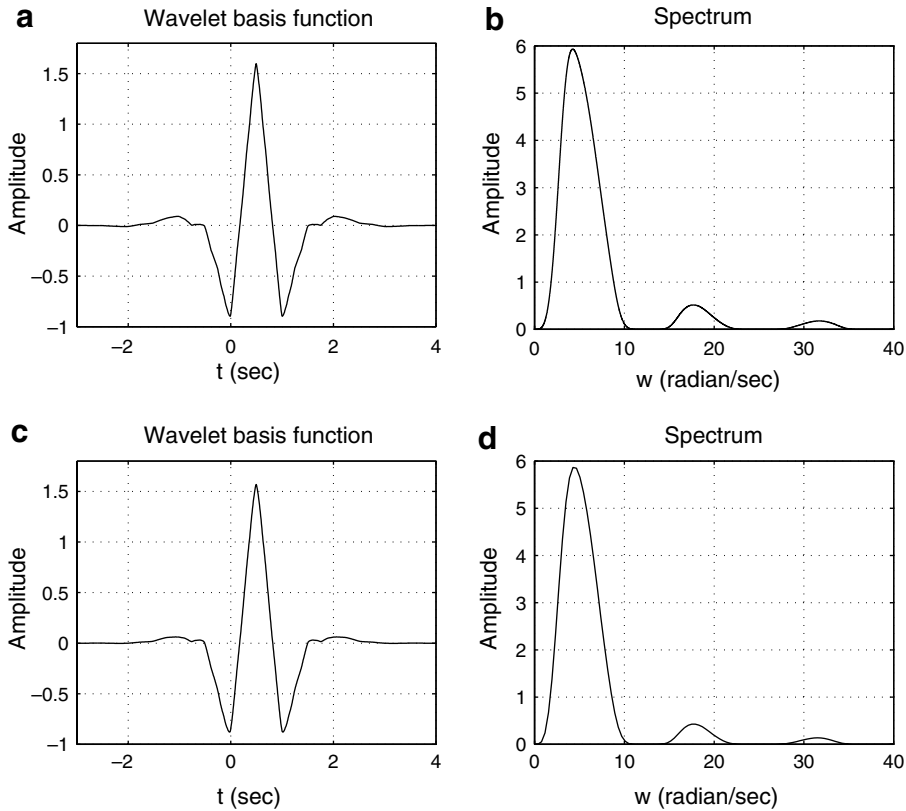 a
Wavelet basis function
1.5
1
0.5
0
−0.5
−1
Amplitude
−2
0
2
4
t (sec)
b
Spectrum
6
5
4
3
2
1
0
Amplitude
0
10
20
30
40
w (radian/sec)
c
Wavelet basis function
1.5
1
0.5
0
−0.5
−1
Amplitude
−2
0
2
4
t (sec)
d
Spectrum
6
5
4
3
2
1
0
Amplitude
0
10
20
30
40
w (radian/sec)